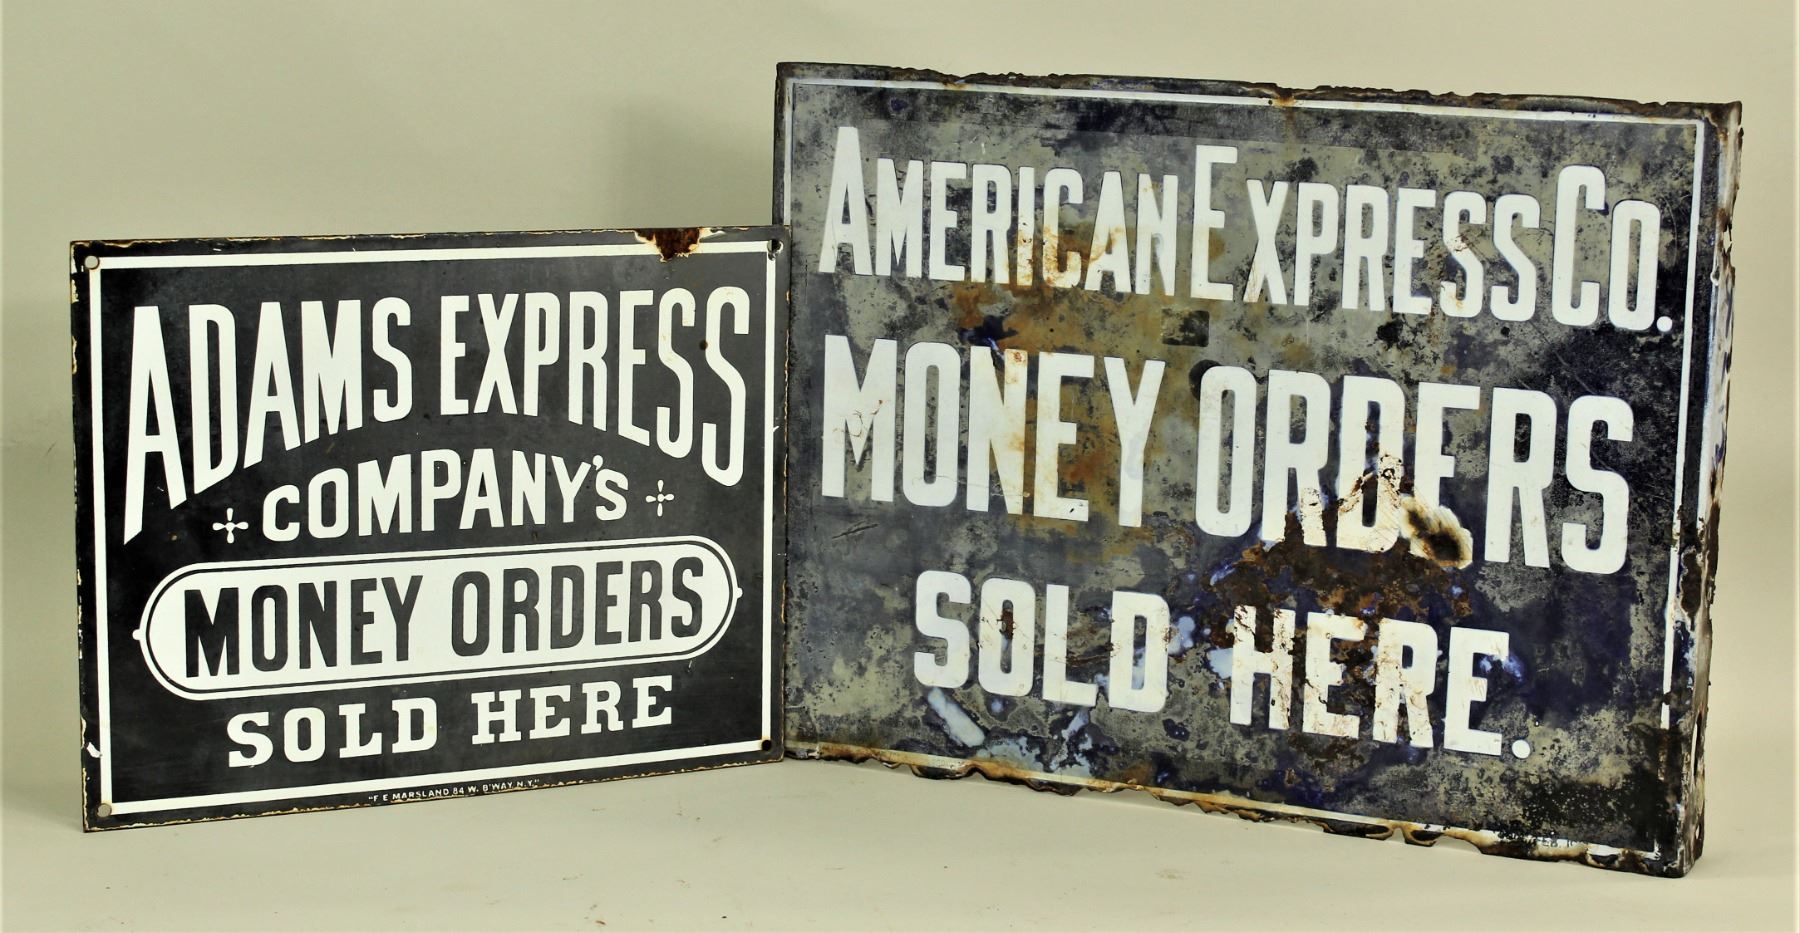 ADAMS EXPRESS
COMPANY'S
MONEY ORDERS
SOLD HERE
"F E MARSLAND 84 W. B'WAY N.Y."
AMERICAN EXPRESS CO.
MONEY ORDERS
SOLD HERE.